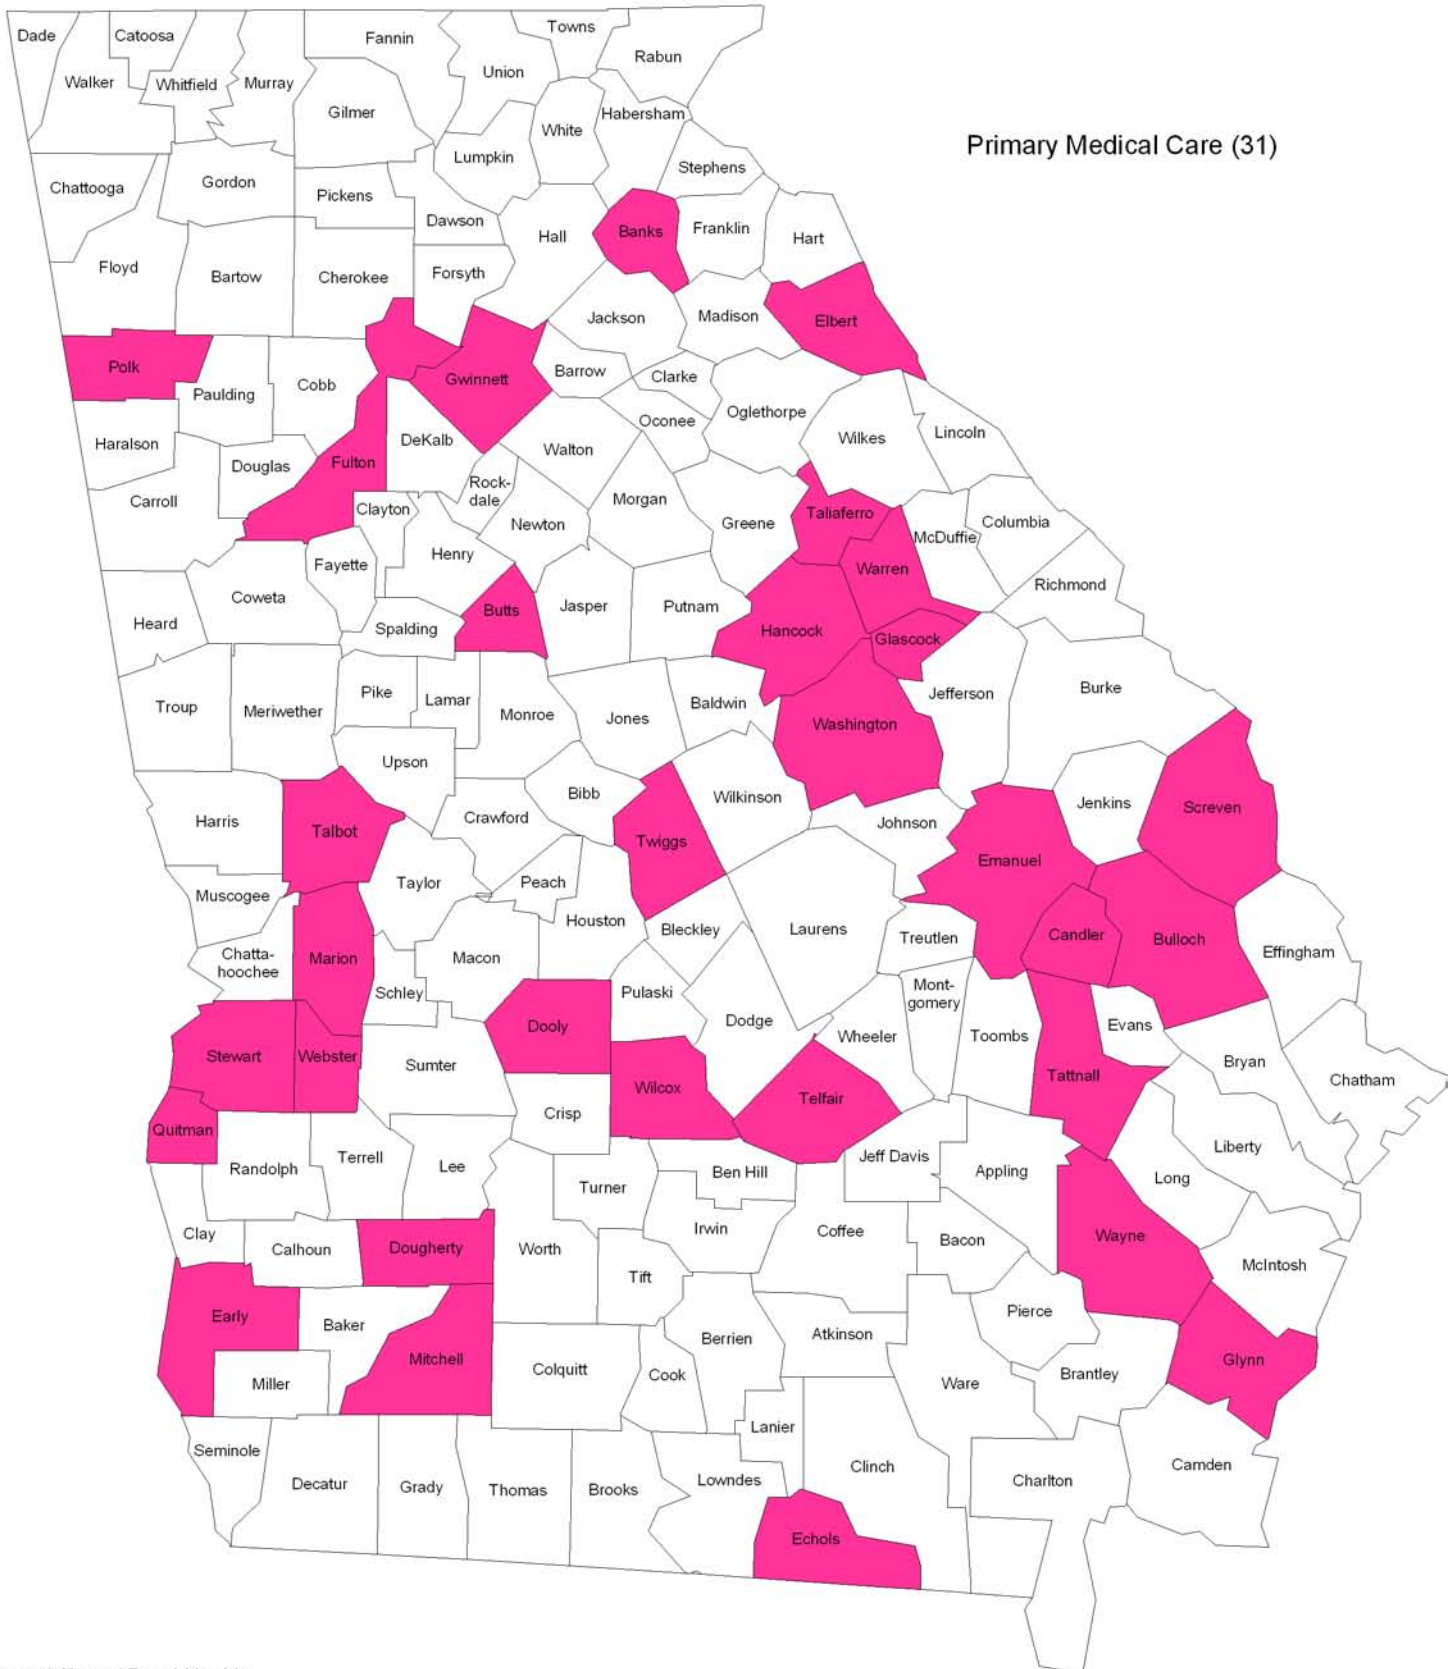 Dade
Catoosa
Fannin
Towns
Rabun
Walker
Whitfield
Murray
Union
Gilmer
White
Habersham
Primary Medical Care (31)
Lumpkin
Stephens
Chattooga
Gordon
Pickens
Dawson
Hall
Banks
Franklin
Hart
Floyd
Bartow
Cherokee
Forsyth
Jackson
Madison
Elbert
Polk
Paulding
Cobb
Gwinnett
Barrow
Clarke
Oconee
Oglethorpe
Haralson
Douglas
Fulton
DeKalb
Walton
Wilkes
Lincoln
Carroll
Clayton
Rock-
dale
Newton
Morgan
Greene
Taliaferro
McDuffie
Columbia
Fayette
Henry
Warren
Richmond
Heard
Coweta
Spalding
Butts
Jasper
Putnam
Hancock
Glascock
Troup
Meriwether
Pike
Lamar
Monroe
Jones
Baldwin
Washington
Jefferson
Burke
Upson
Harris
Talbot
Crawford
Bibb
Twiggs
Wilkinson
Johnson
Emanuel
Jenkins
Screven
Muscogee
Taylor
Peach
Houston
Bleckley
Laurens
Treutlen
Candler
Bulloch
Effingham
Chatta-
hoochee
Marion
Schley
Macon
Pulaski
Dodge
Wheeler
Mont-
gomery
Toombs
Evans
Stewart
Webster
Sumter
Dooly
Wilcox
Telfair
Tattnall
Bryan
Chatham
Quitman
Randolph
Terrell
Lee
Crisp
Turner
Ben Hill
Jeff Davis
Appling
Long
Liberty
Clay
Calhoun
Dougherty
Worth
Tift
Irwin
Coffee
Bacon
Wayne
McIntosh
Early
Baker
Miller
Mitchell
Colquitt
Cook
Berrien
Atkinson
Pierce
Ware
Brantley
Glynn
Seminole
Decatur
Grady
Thomas
Brooks
Lowndes
Lanier
Clinch
Echols
Charlton
Camden